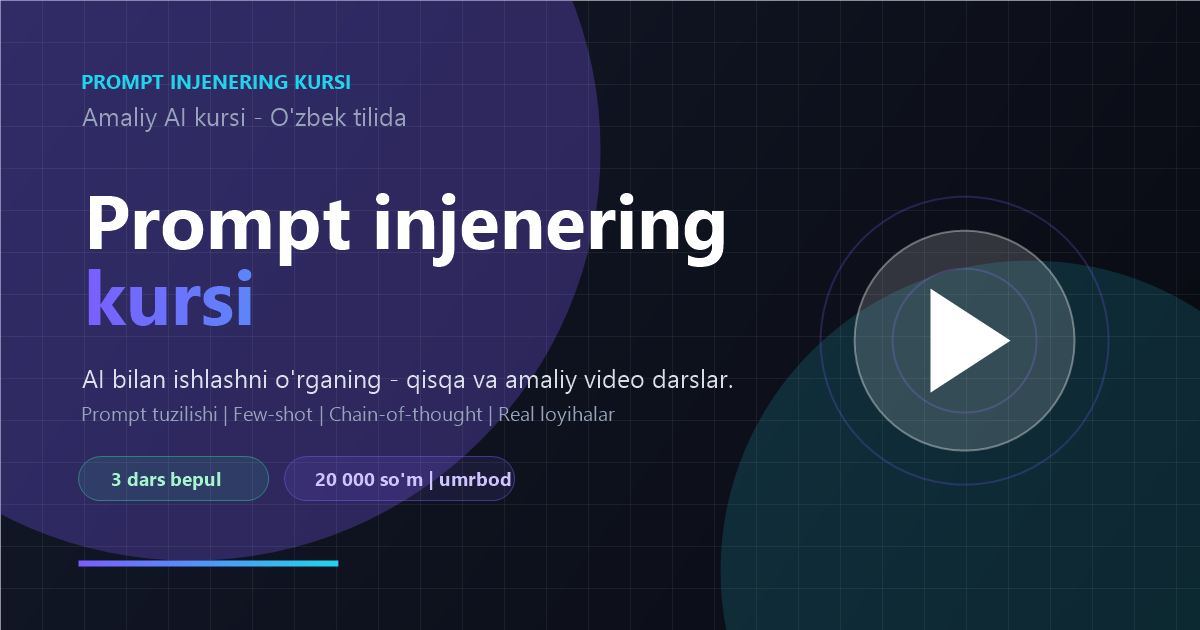 PROMPT INJENERING KURSI
Amaliy AI kursi - O'zbek tilida
Prompt injenering
kursi
AI bilan ishlashni o'rganing - qisqa va amaliy video darslar.
Prompt tuzilishi | Few-shot | Chain-of-thought | Real loyihalar
3 dars bepul
20 000 so'm | umrbod